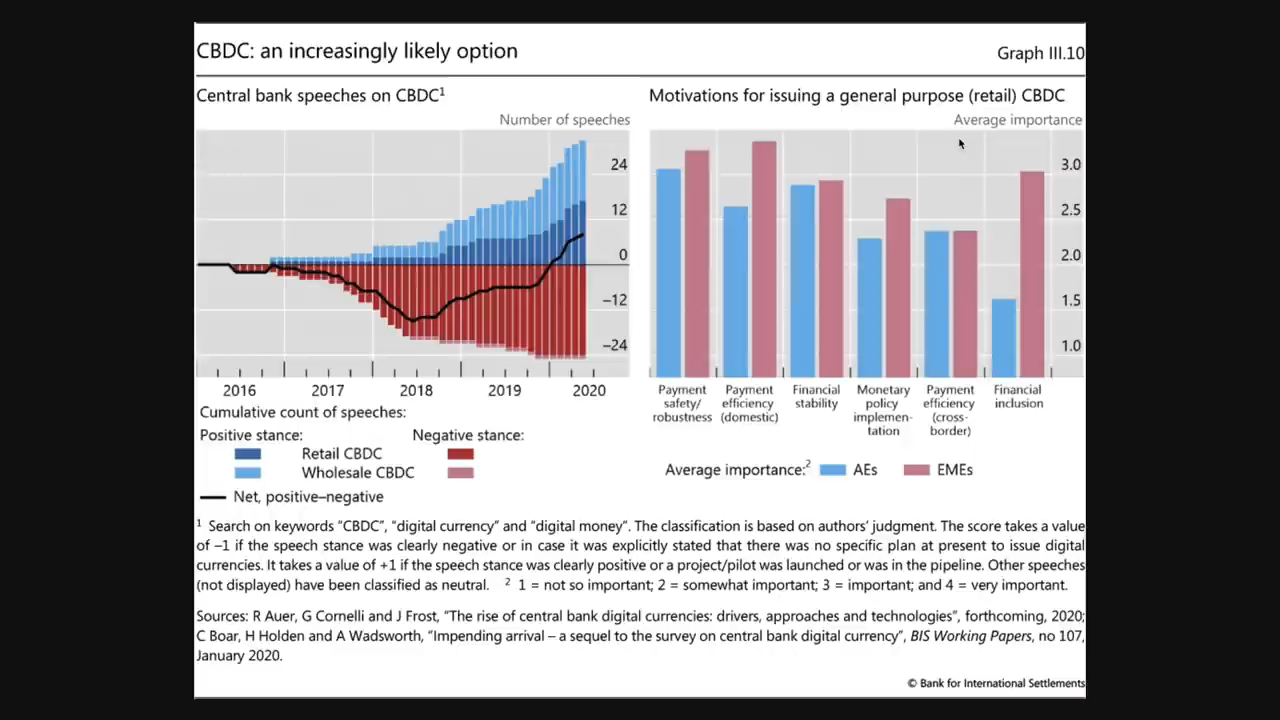 CBDC: an increasingly likely option
Graph III.10
Central bank speeches on CBDC¹
Number of speeches
24
12
0
–12
–24
2016 2017 2018 2019 2020
Cumulative count of speeches:
Positive stance: Negative stance:
Retail CBDC
Wholesale CBDC
Net, positive–negative
Motivations for issuing a general purpose (retail) CBDC
Average importance
3.0
2.5
2.0
1.5
1.0
Payment safety/ robustness
Payment efficiency (domestic)
Financial stability
Monetary policy implemen-tation
Payment efficiency (cross-border)
Financial inclusion
Average importance:² AEs EMEs
¹ Search on keywords “CBDC”, “digital currency” and “digital money”. The classification is based on authors’ judgment. The score takes a value
of –1 if the speech stance was clearly negative or in case it was explicitly stated that there was no specific plan at present to issue digital
currencies. It takes a value of +1 if the speech stance was clearly positive or a project/pilot was launched or was in the pipeline. Other speeches
(not displayed) have been classified as neutral. ² 1 = not so important; 2 = somewhat important; 3 = important; and 4 = very important.
Sources: R Auer, G Cornelli and J Frost, “The rise of central bank digital currencies: drivers, approaches and technologies”, forthcoming, 2020;
C Boar, H Holden and A Wadsworth, “Impending arrival – a sequel to the survey on central bank digital currency”, BIS Working Papers, no 107,
January 2020.
© Bank for International Settlements